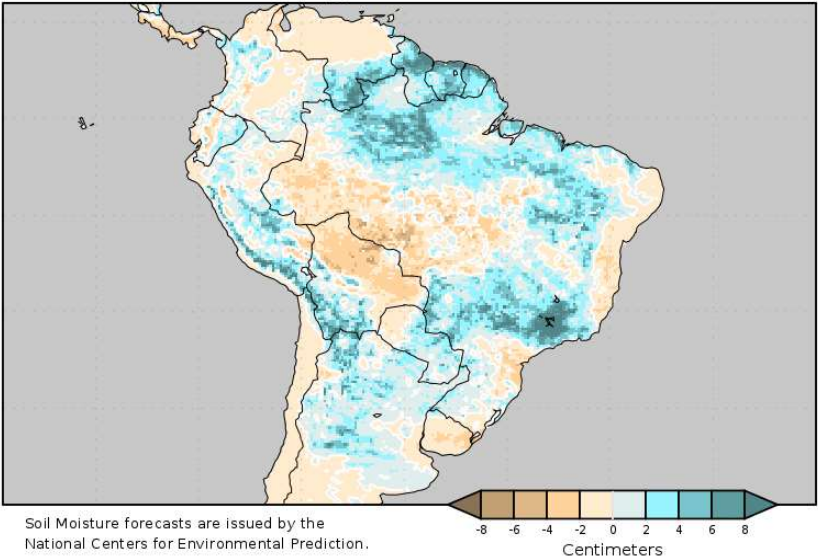 Soil Moisture forecasts are issued by the
National Centers for Environmental Prediction.
-8 -6 -4 -2 0 2 4 6 8
Centimeters